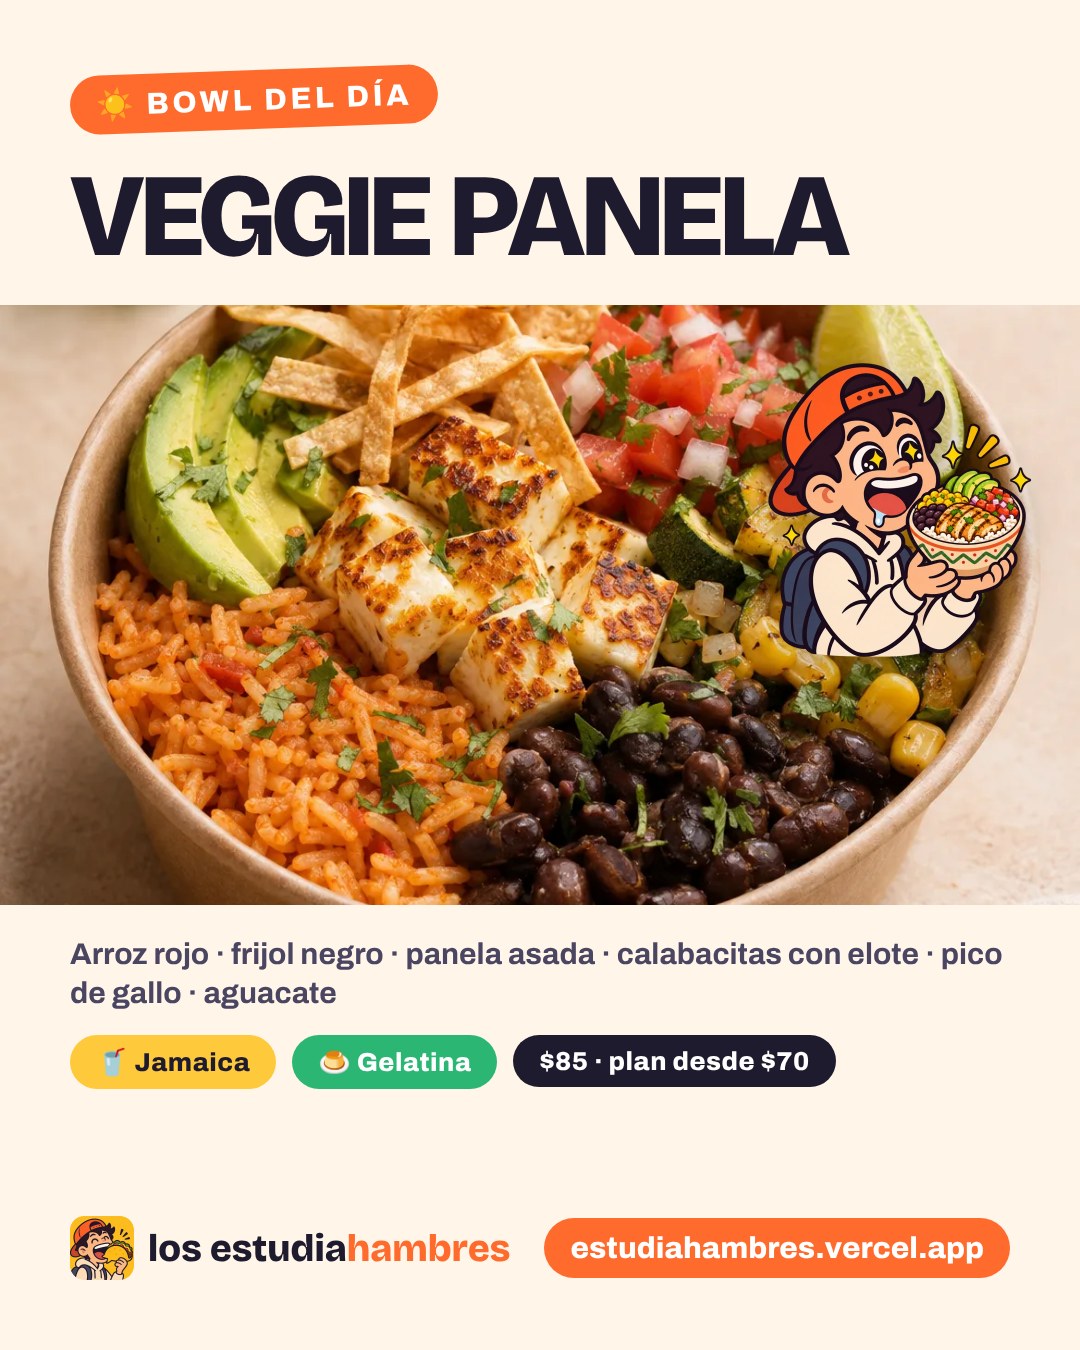 ☀️ BOWL DEL DÍA
VEGGIE PANELA
Arroz rojo · frijol negro · panela asada · calabacitas con elote · pico
de gallo · aguacate
🥤 Jamaica
🍮 Gelatina
$85 · plan desde $70
los estudiahambres
estudiahambres.vercel.app